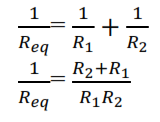 1/R_eq = 1/R_1 + 1/R_2
1/R_eq = R_2+R_1/R_1R_2